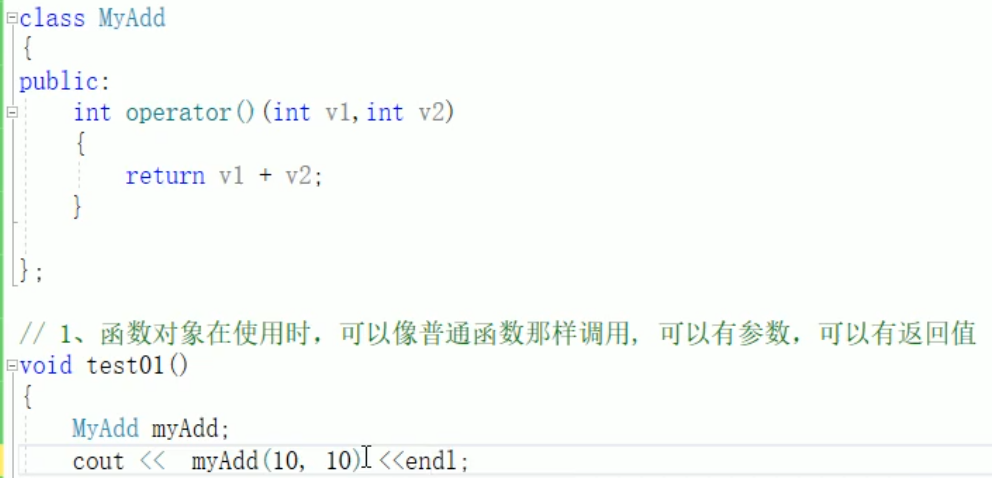 class MyAdd
{
public:
    int operator()(int v1,int v2)
    {
        return v1 + v2;
    }
};
// 1、函数对象在使用时，可以像普通函数那样调用, 可以有参数，可以有返回值
void test01()
{
    MyAdd myAdd;
    cout <<  myAdd(10, 10) <<endl;